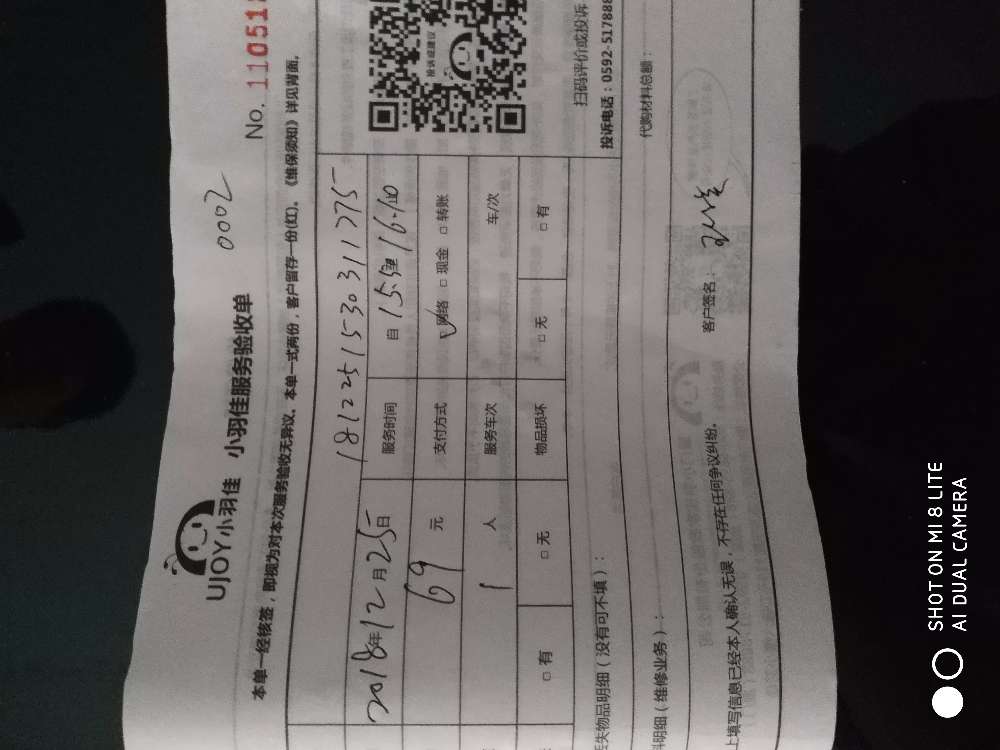 UJOY小羽佳 小羽佳服务验收单 0002 No. 11051
本单一经核签，即视为对本次服务验收无异议。本单一式两份，客户留存一份(红)。《维保须知》详见背面。
1812251530311775
2018年12月25日 服务时间 自15:
69 元 支付方式 ☑网络 □现金 □转账
1 人 服务车次 车/次
□有 □无 物品损坏 □无 □有
投诉或建议
扫码评价或投诉
投诉电话：0592-517888
失物品明细（没有可不填）：
明细（维修业务）： 代购材料总额：
上填写信息已经本人确认无误，不存在任何争议纠纷。 客户签名：
SHOT ON MI 8 LITE
AI DUAL CAMERA